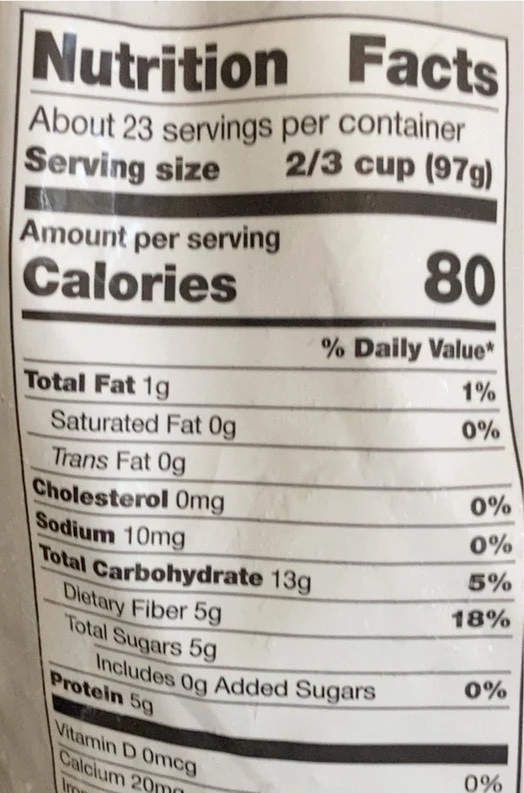 Nutrition Facts
About 23 servings per container
Serving size 2/3 cup (97g)
Amount per serving
Calories 80
% Daily Value*
Total Fat 1g 1%
Saturated Fat 0g 0%
Trans Fat 0g
Cholesterol 0mg 0%
Sodium 10mg 0%
Total Carbohydrate 13g 5%
Dietary Fiber 5g 18%
Total Sugars 5g
Includes 0g Added Sugars 0%
Protein 5g
Vitamin D 0mcg 0%
Calcium 20mg